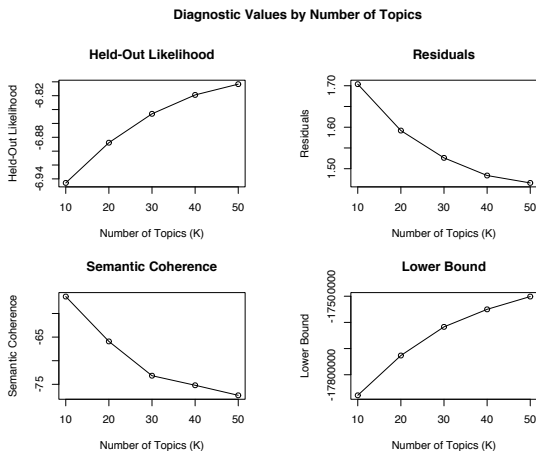 Diagnostic Values by Number of Topics
Held-Out Likelihood
Held-Out Likelihood
-6.82
-6.88
-6.94
10 20 30 40 50
Number of Topics (K)
Residuals
Residuals
1.70
1.60
1.50
10 20 30 40 50
Number of Topics (K)
Semantic Coherence
Semantic Coherence
-65
-75
10 20 30 40 50
Number of Topics (K)
Lower Bound
Lower Bound
-17500000
-17800000
10 20 30 40 50
Number of Topics (K)